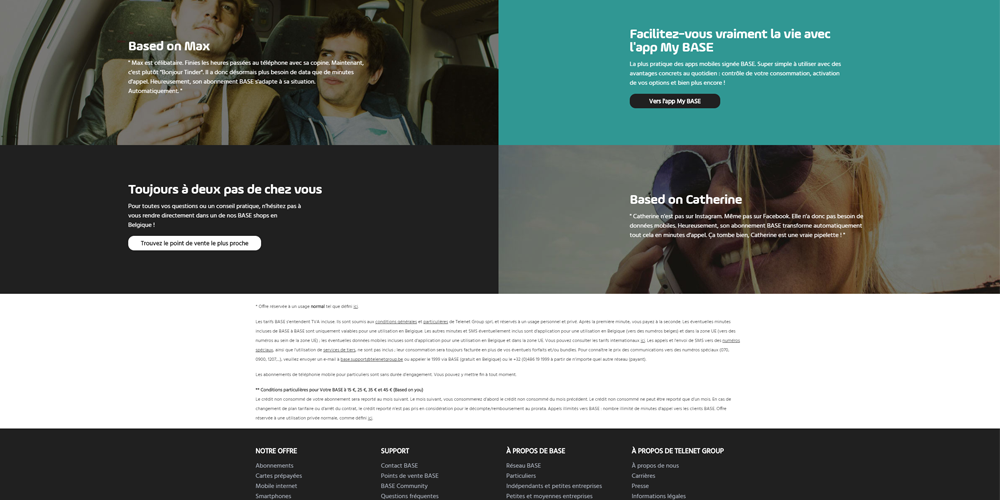 Based on Max
" Max est célibataire. Finies les heures passées au téléphone avec sa copine. Maintenant,
c'est plutôt "Bonjour Tinder". Il a donc désormais plus besoin de data que de minutes
d'appel. Heureusement, son abonnement BASE s'adapte à sa situation.
Automatiquement. "
Facilitez-vous vraiment la vie avec
l'app My BASE
La plus pratique des apps mobiles signée BASE. Super simple à utiliser avec des
avantages concrets au quotidien : contrôle de votre consommation, activation
de vos options et bien plus encore !
Vers l'app My BASE
Toujours à deux pas de chez vous
Pour toutes vos questions ou un conseil pratique, n'hésitez pas à
vous rendre directement dans un de nos BASE shops en
Belgique !
Trouvez le point de vente le plus proche
Based on Catherine
" Catherine n'est pas sur Instagram. Même pas sur Facebook. Elle n'a donc pas besoin de
données mobiles. Heureusement, son abonnement BASE transforme automatiquement
tout cela en minutes d'appel. Ça tombe bien, Catherine est une vraie pipelette ! "
* Offre réservée à un usage normal tel que défini ici.
Les tarifs BASE s'entendent TVA incluse. Ils sont soumis aux conditions générales et particulières de Telenet Group sprl, et réservés à un usage personnel et privé. Après la première minute, vous payez à la seconde. Les éventuelles minutes
incluses de BASE à BASE sont uniquement valables pour une utilisation en Belgique. Les autres minutes et SMS éventuellement inclus sont d'application pour une utilisation en Belgique (vers des numéros belges) et dans la zone UE (vers des
numéros au sein de la zone UE) ; les éventuelles données mobiles incluses sont d'application pour une utilisation en Belgique et dans la zone UE. Vous pouvez consulter les tarifs internationaux ici. Les appels et l'envoi de SMS vers des numéros
spéciaux, ainsi que l'utilisation de services de tiers, ne sont pas inclus : leur consommation sera toujours facturée en plus de vos éventuels forfaits et/ou bundles. Pour connaître le prix des communications vers des numéros spéciaux (070,
0900, 1307,...), veuillez envoyer un e-mail à base.support@telenetgroup.be ou appeler le 1999 via BASE (gratuit en Belgique) ou le +32 (0)486 19 1999 à partir de n'importe quel autre réseau (payant).
Les abonnements de téléphonie mobile pour particuliers sont sans durée d'engagement. Vous pouvez y mettre fin à tout moment.
** Conditions particulières pour Votre BASE à 15 €, 25 €, 35 € et 45 € (Based on you)
Le crédit non consommé de votre abonnement sera reporté au mois suivant. Le mois suivant, vous consommerez d'abord le crédit non consommé du mois précédent. Le crédit non consommé ne peut être reporté que d'un mois. En cas de
changement de plan tarifaire ou d'arrêt du contrat, le crédit reporté n'est pas pris en considération pour le décompte/remboursement au prorata. Appels illimités vers BASE : nombre illimité de minutes d'appel vers les clients BASE. Offre
réservée à une utilisation privée normale, comme défini ici.
NOTRE OFFRE
Abonnements
Cartes prépayées
Mobile internet
Smartphones
SUPPORT
Contact BASE
Points de vente BASE
BASE Community
Questions fréquentes
À PROPOS DE BASE
Réseau BASE
Particuliers
Indépendants et petites entreprises
Petites et moyennes entreprises
À PROPOS DE TELENET GROUP
À propos de nous
Carrières
Presse
Informations légales